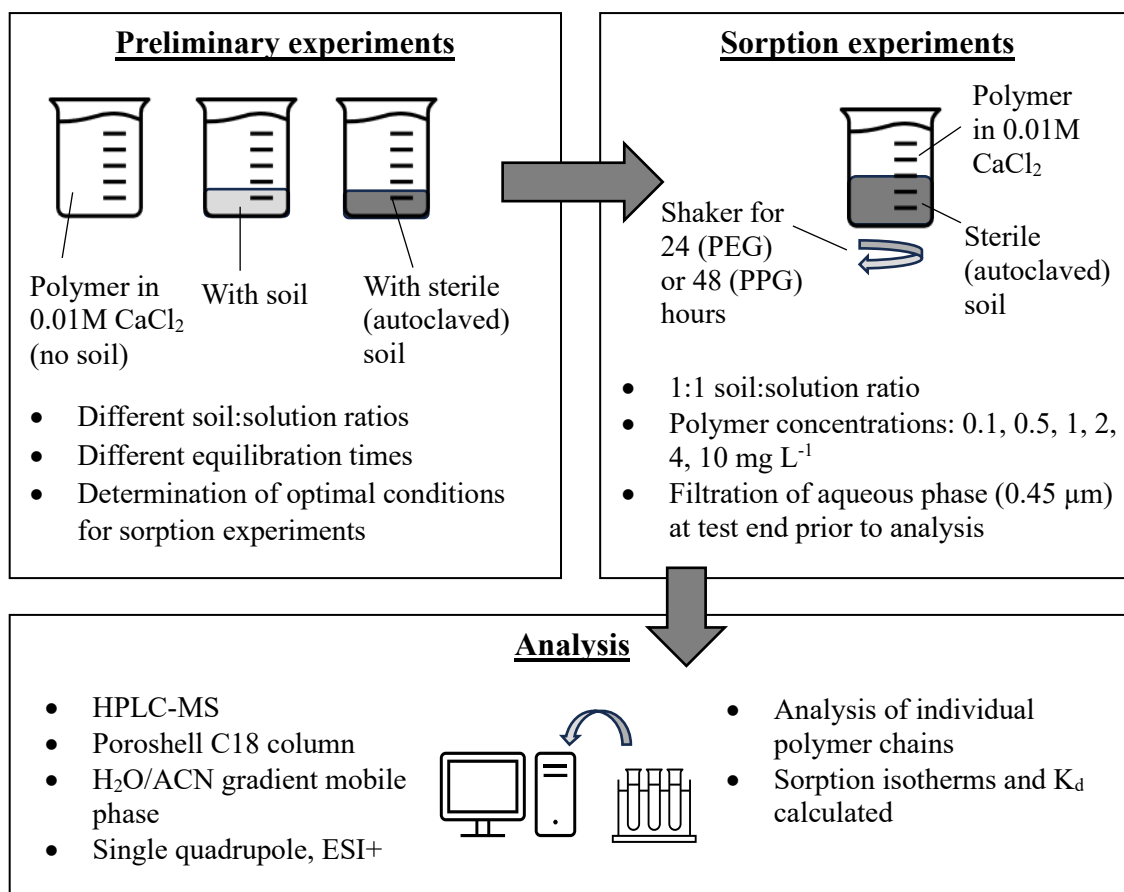 Preliminary experiments
Polymer in
0.01M CaCl₂
(no soil)
With soil
With sterile
(autoclaved)
soil
• Different soil:solution ratios
• Different equilibration times
• Determination of optimal conditions
for sorption experiments
Sorption experiments
Polymer
in 0.01M
CaCl₂
Shaker for
24 (PEG)
or 48 (PPG)
hours
Sterile
(autoclaved)
soil
• 1:1 soil:solution ratio
• Polymer concentrations: 0.1, 0.5, 1, 2,
4, 10 mg L⁻¹
• Filtration of aqueous phase (0.45 µm)
at test end prior to analysis
Analysis
• HPLC-MS
• Poroshell C18 column
• H₂O/ACN gradient mobile
phase
• Single quadrupole, ESI+
• Analysis of individual
polymer chains
• Sorption isotherms and K<sub>d</sub>
calculated